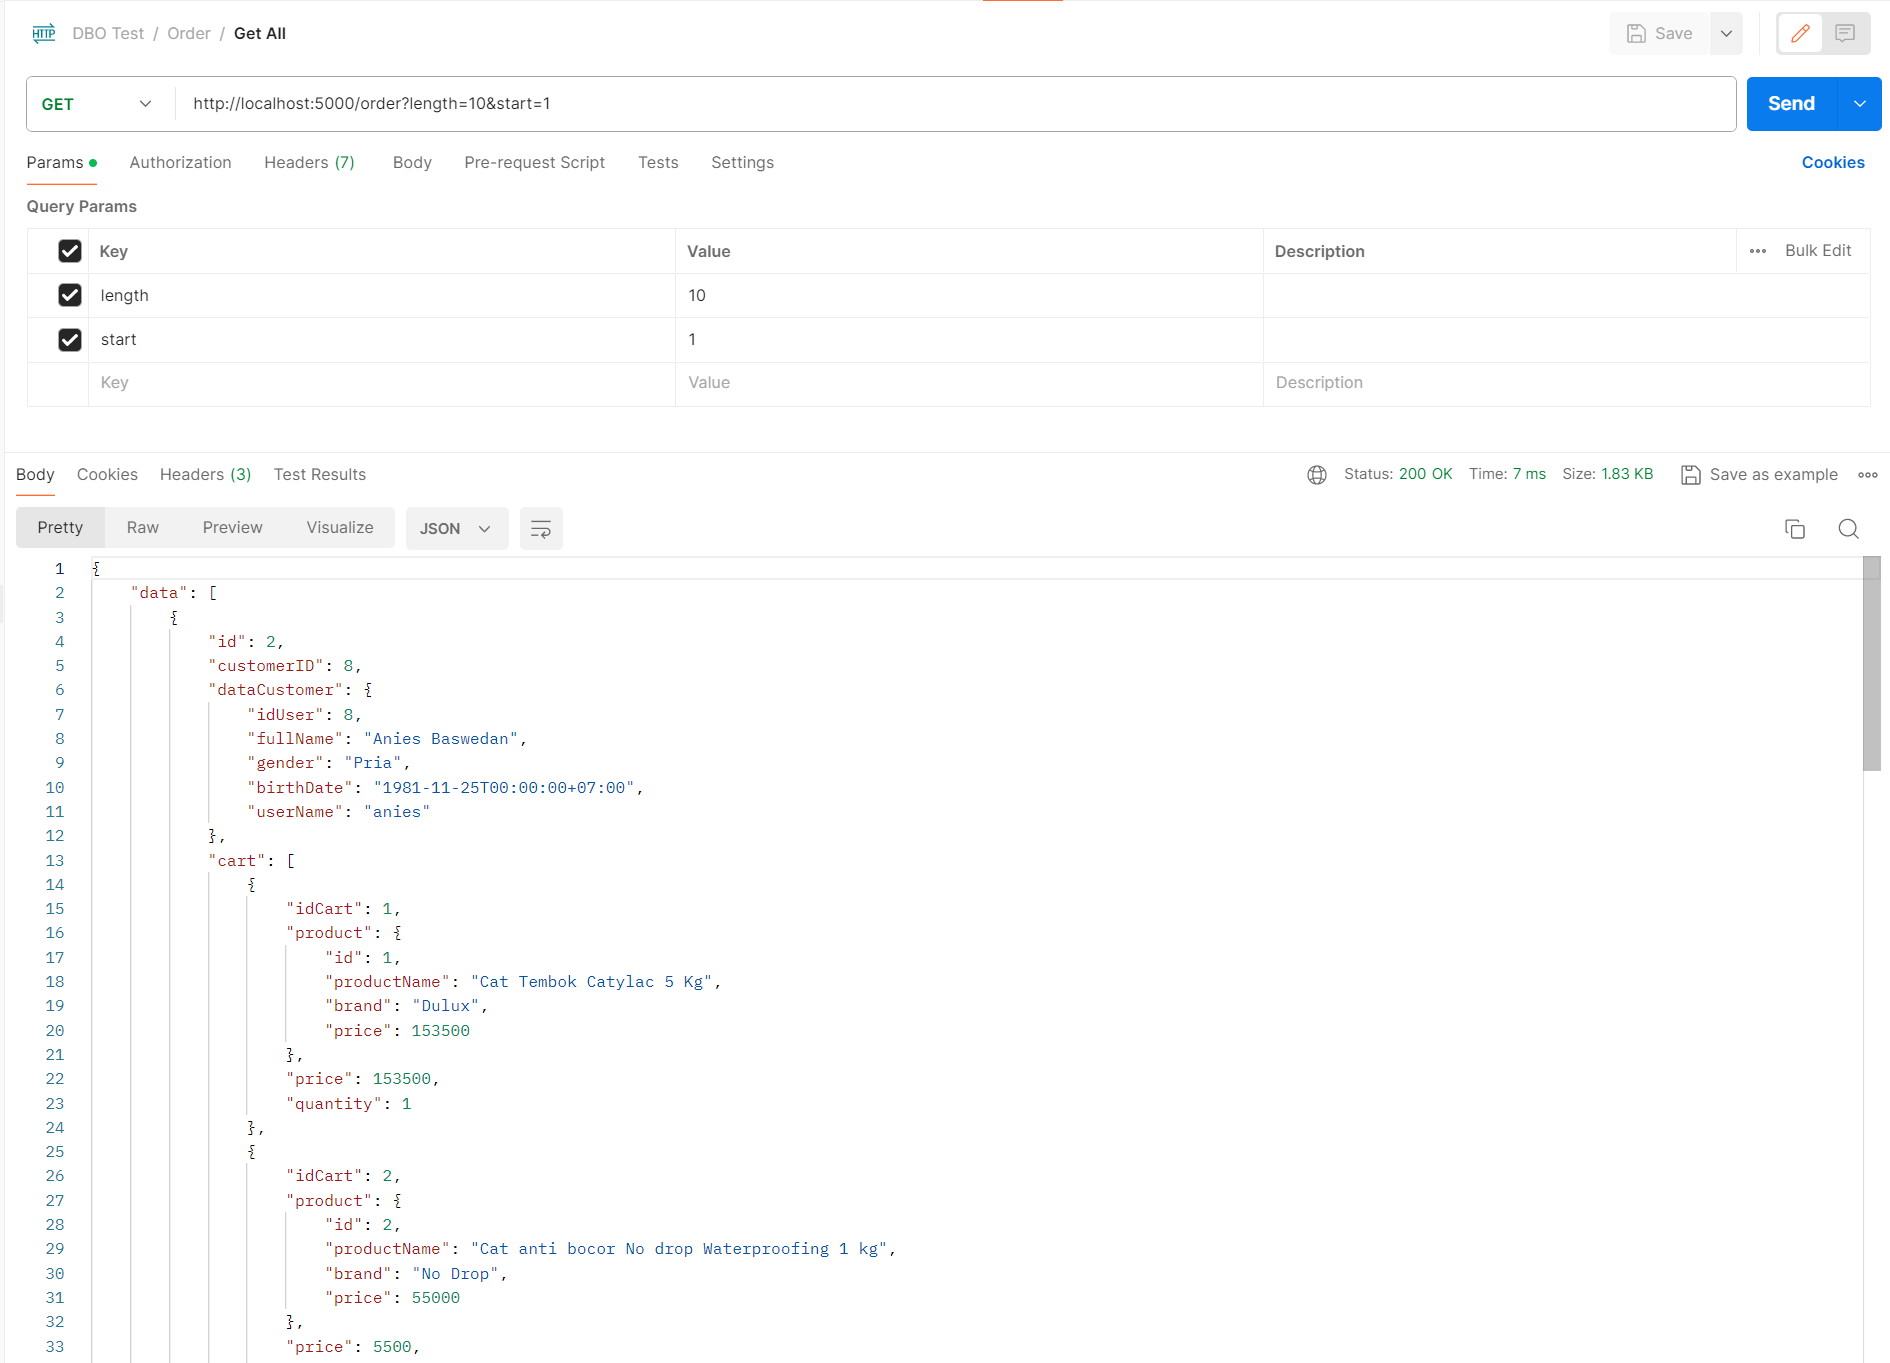 HTTP DBO Test / Order / Get All Save
GET http://localhost:5000/order?length=10&start=1 Send
Params Authorization Headers (7) Body Pre-request Script Tests Settings Cookies
Query Params
Key Value Description Bulk Edit
length 10
start 1
Key Value Description
Body Cookies Headers (3) Test Results Status: 200 OK Time: 7 ms Size: 1.83 KB Save as example
Pretty Raw Preview Visualize JSON
1 {
2 "data": [
3 {
4 "id": 2,
5 "customerID": 8,
6 "dataCustomer": {
7 "idUser": 8,
8 "fullName": "Anies Baswedan",
9 "gender": "Pria",
10 "birthDate": "1981-11-25T00:00:00+07:00",
11 "userName": "anies"
12 },
13 "cart": [
14 {
15 "idCart": 1,
16 "product": {
17 "id": 1,
18 "productName": "Cat Tembok Catylac 5 Kg",
19 "brand": "Dulux",
20 "price": 153500
21 },
22 "price": 153500,
23 "quantity": 1
24 },
25 {
26 "idCart": 2,
27 "product": {
28 "id": 2,
29 "productName": "Cat anti bocor No drop Waterproofing 1 kg",
30 "brand": "No Drop",
31 "price": 55000
32 },
33 "price": 5500,